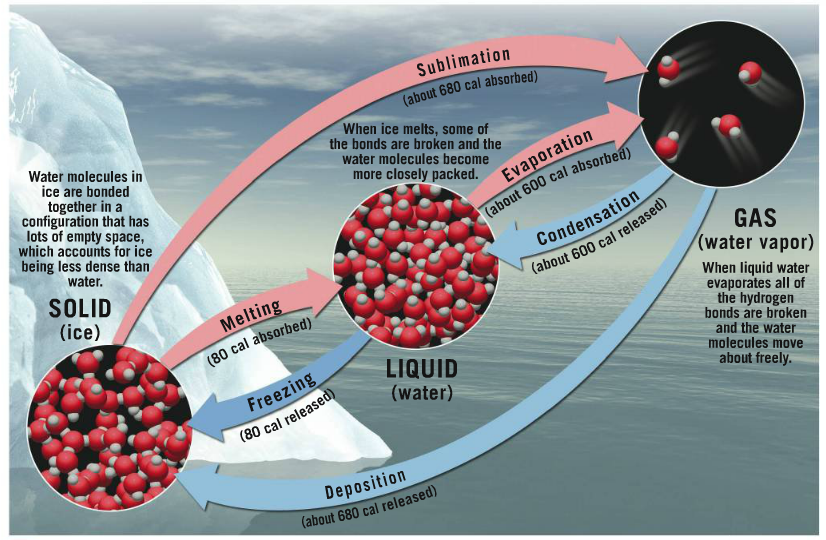 Sublimation
(about 680 cal absorbed)
When ice melts, some of
the bonds are broken and the
water molecules become
more closely packed.
Evaporation
(about 600 cal absorbed)
Water molecules in
ice are bonded
together in a
configuration that has
lots of empty space,
which accounts for ice
being less dense than
water.
SOLID
(ice)
Condensation
(about 600 cal released)
GAS
(water vapor)
When liquid water
evaporates all of
the hydrogen
bonds are broken
and the water
molecules move
about freely.
Melting
(80 cal absorbed)
LIQUID
(water)
Freezing
(80 cal released)
Deposition
(about 680 cal released)